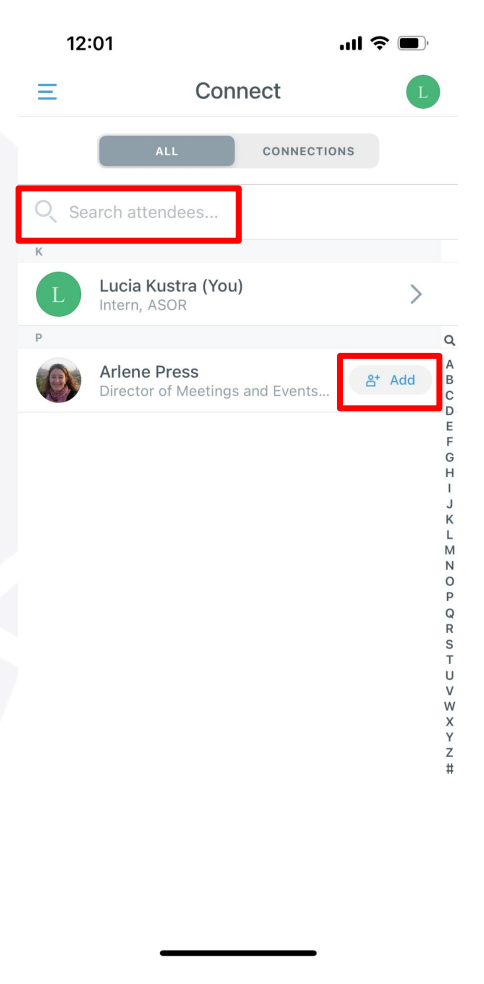 12:01
Connect
L
ALL
CONNECTIONS
Search attendees...
K
L
Lucia Kustra (You)
Intern, ASOR
P
Arlene Press
Director of Meetings and Events...
Add
A
B
C
D
E
F
G
H
I
J
K
L
M
N
O
P
Q
R
S
T
U
V
W
X
Y
Z
#